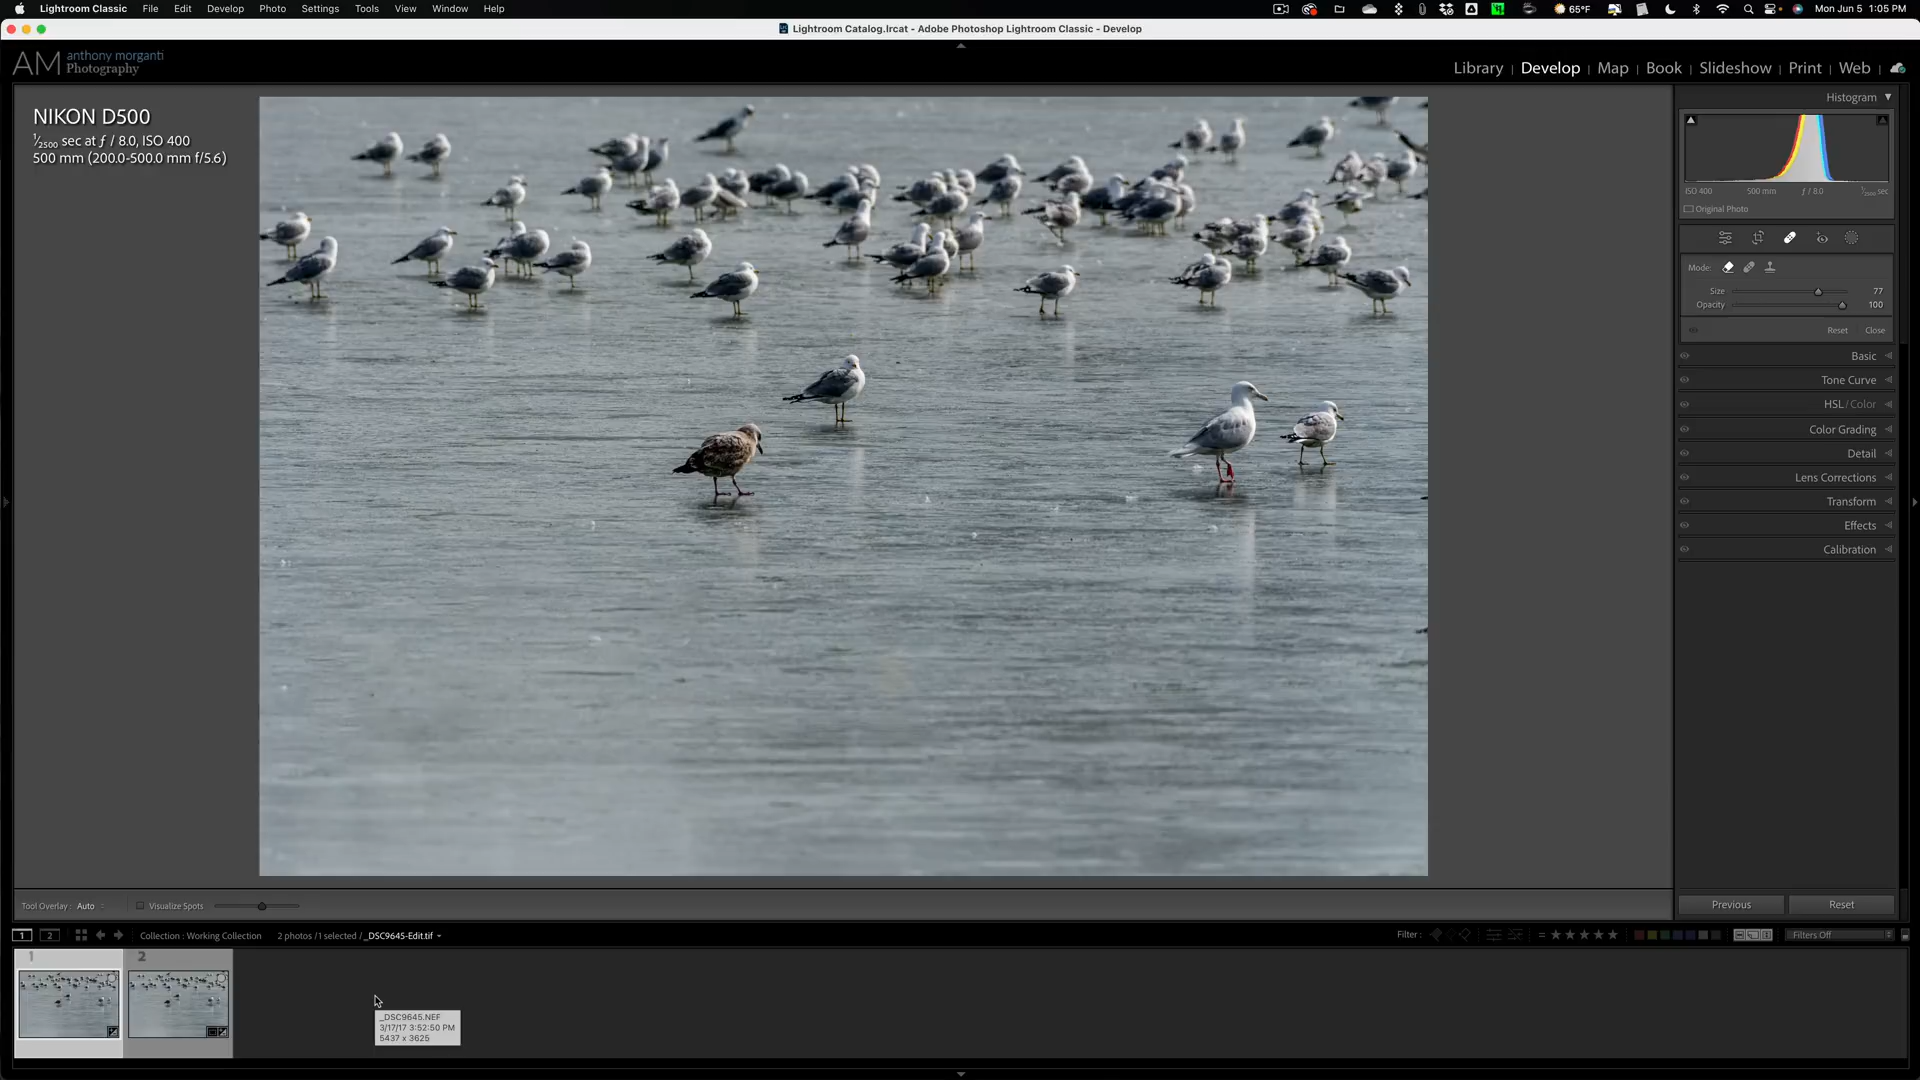 Lightroom Classic File Edit Develop Photo Settings Tools View Window Help 65°F Mon Jun 5 1:05 PM
Lightroom Catalog.lrcat - Adobe Photoshop Lightroom Classic - Develop
AM anthony morganti
Photography
Library | Develop | Map | Book | Slideshow | Print | Web
NIKON D500
1/2500 sec at ƒ / 8.0, ISO 400
500 mm (200.0-500.0 mm f/5.6)
Histogram
ISO 400 500 mm ƒ / 8.0 1/2500 sec
Original Photo
Mode:
Size 77
Opacity 100
Reset Close
Basic
Tone Curve
HSL / Color
Color Grading
Detail
Lens Corrections
Transform
Effects
Calibration
Previous Reset
Tool Overlay : Auto Visualize Spots
1 2 Collection : Working Collection 2 photos / 1 selected / _DSC9645-Edit.tif Filter : Filters Off
1 2
_DSC9645.NEF
3/17/17 3:52:50 PM
5437 x 3625